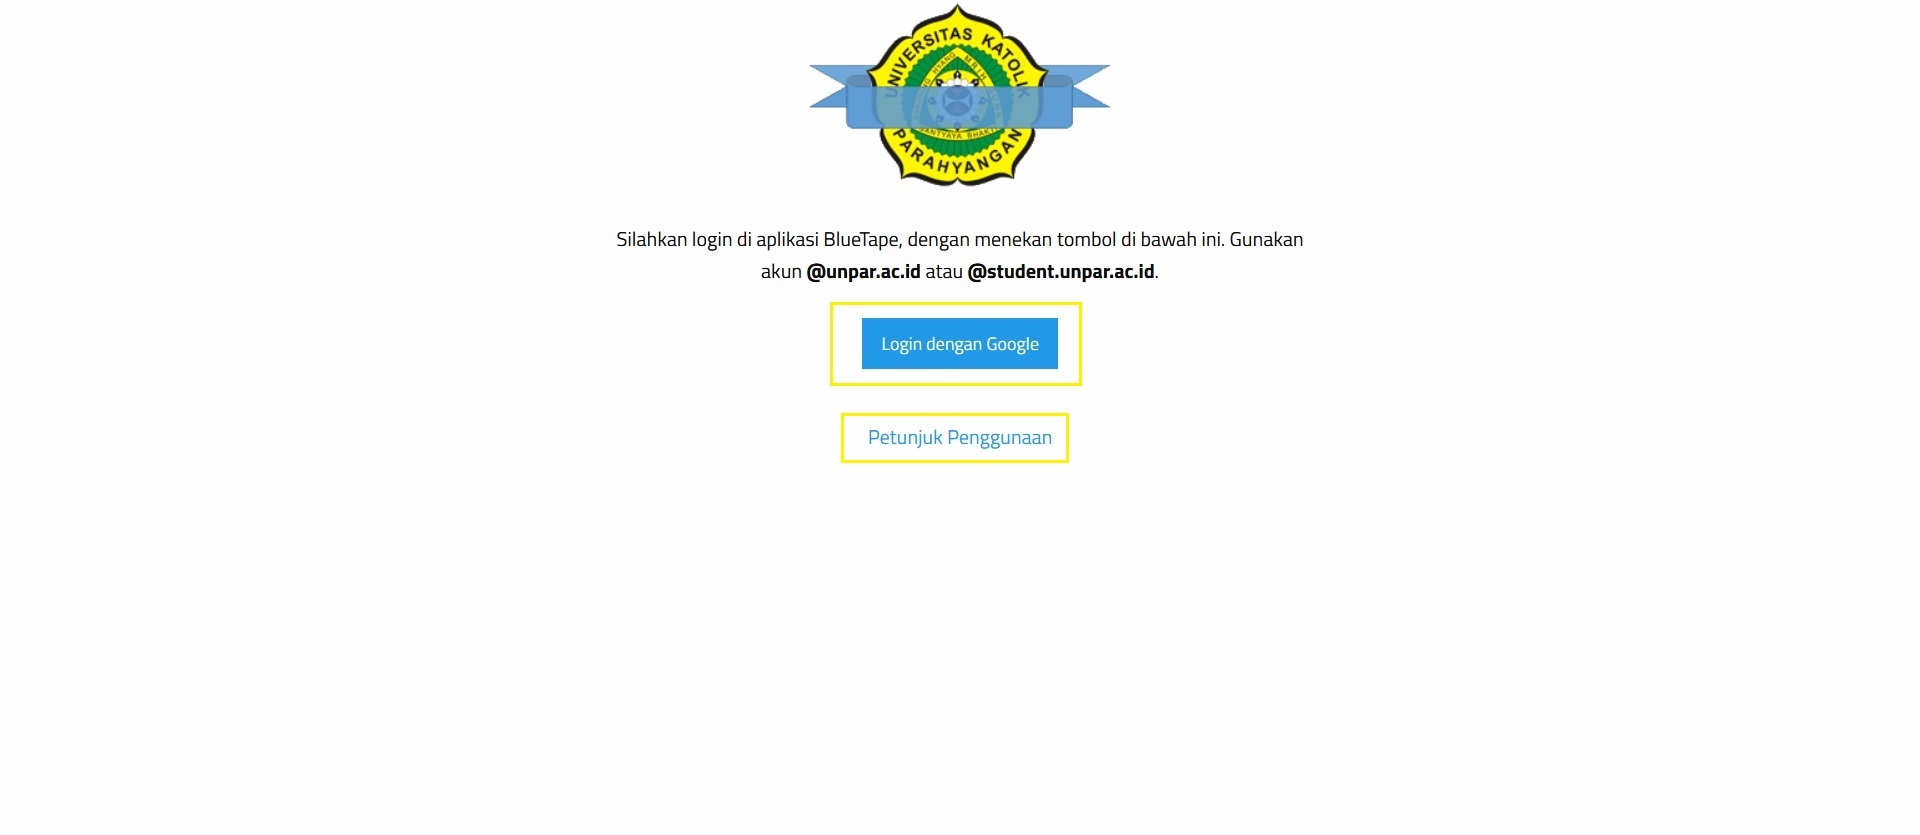 UNIVERSITAS KATOLIK
PARAHYANGAN
Silahkan login di aplikasi BlueTape, dengan menekan tombol di bawah ini. Gunakan
akun @unpar.ac.id atau @student.unpar.ac.id.
Login dengan Google
Petunjuk Penggunaan